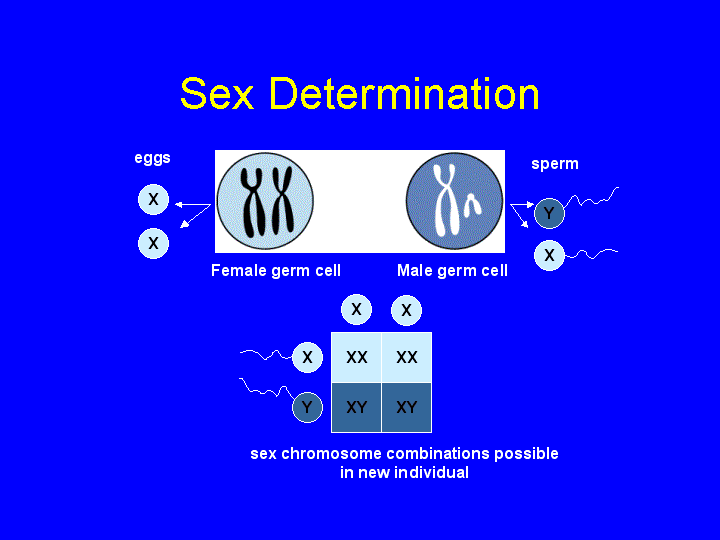 Sex Determination
eggs
sperm
X
Y
X
X
Female germ cell
Male germ cell
X
X
X
XX
XX
Y
XY
XY
sex chromosome combinations possible
in new individual